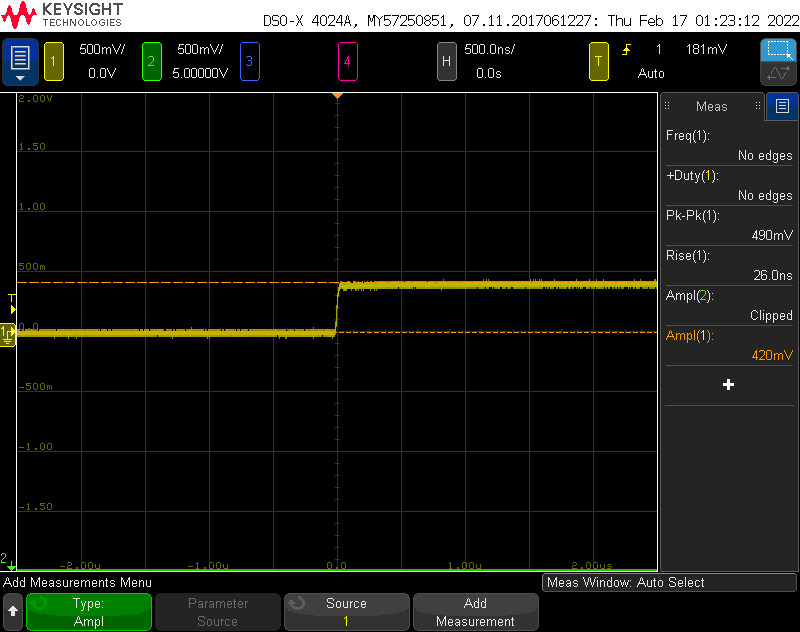 KEYSIGHT
TECHNOLOGIES
DSO-X 4024A, MY57250851, 07.11.2017061227: Thu Feb 17 01:23:12 2022
1 500mV/ 2 500mV/ 3 4 H 500.0ns/ T 1 181mV
0.0V 5.00000V 0.0s Auto
2.00V
1.50
1.00
500m
T
1 0.0
-500m
-1.00
-1.50
2 -2.00u -1.00u 0.0 1.00u 2.00us
Meas
Freq(1):
No edges
+Duty(1):
No edges
Pk-Pk(1):
490mV
Rise(1):
26.0ns
Ampl(2):
Clipped
Ampl(1):
420mV
+
Add Measurements Menu
Meas Window: Auto Select
Type:
Ampl
Parameter
Source
Source
1
Add
Measurement